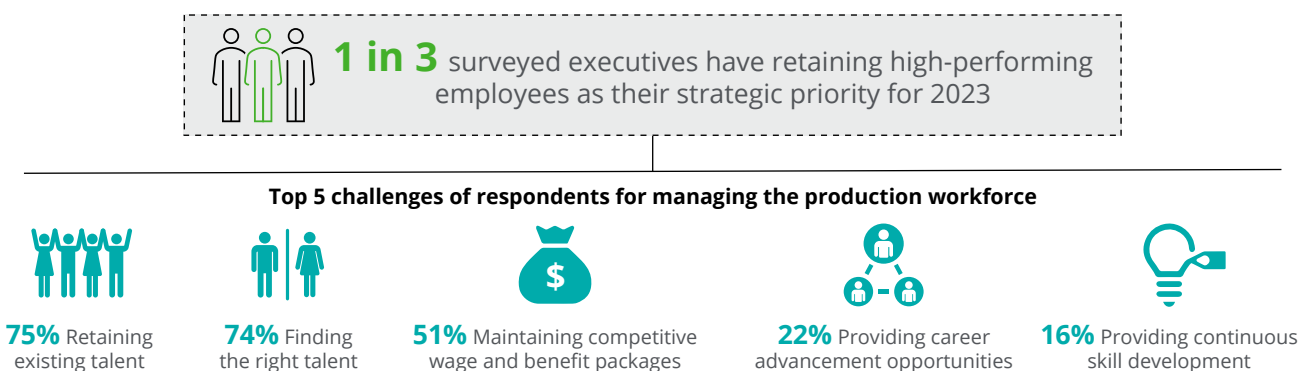 1 in 3 surveyed executives have retaining high-performing
employees as their strategic priority for 2023
Top 5 challenges of respondents for managing the production workforce
$
75% Retaining
existing talent
74% Finding
the right talent
51% Maintaining competitive
wage and benefit packages
22% Providing career
advancement opportunities
16% Providing continuous
skill development